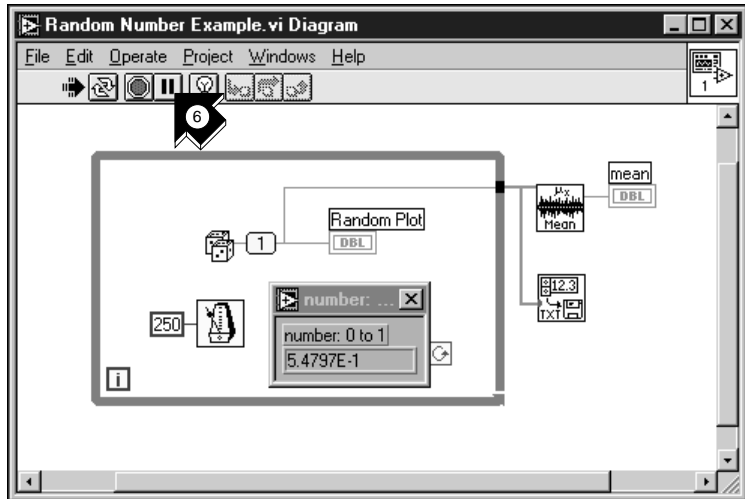 Random Number Example.vi Diagram
File Edit Operate Project Windows Help
1
6
mean
DBL
μx
Mean
Random Plot
DBL
1
12.3
TXT
250
number: ...
number: 0 to 1
5.4797E-1
i